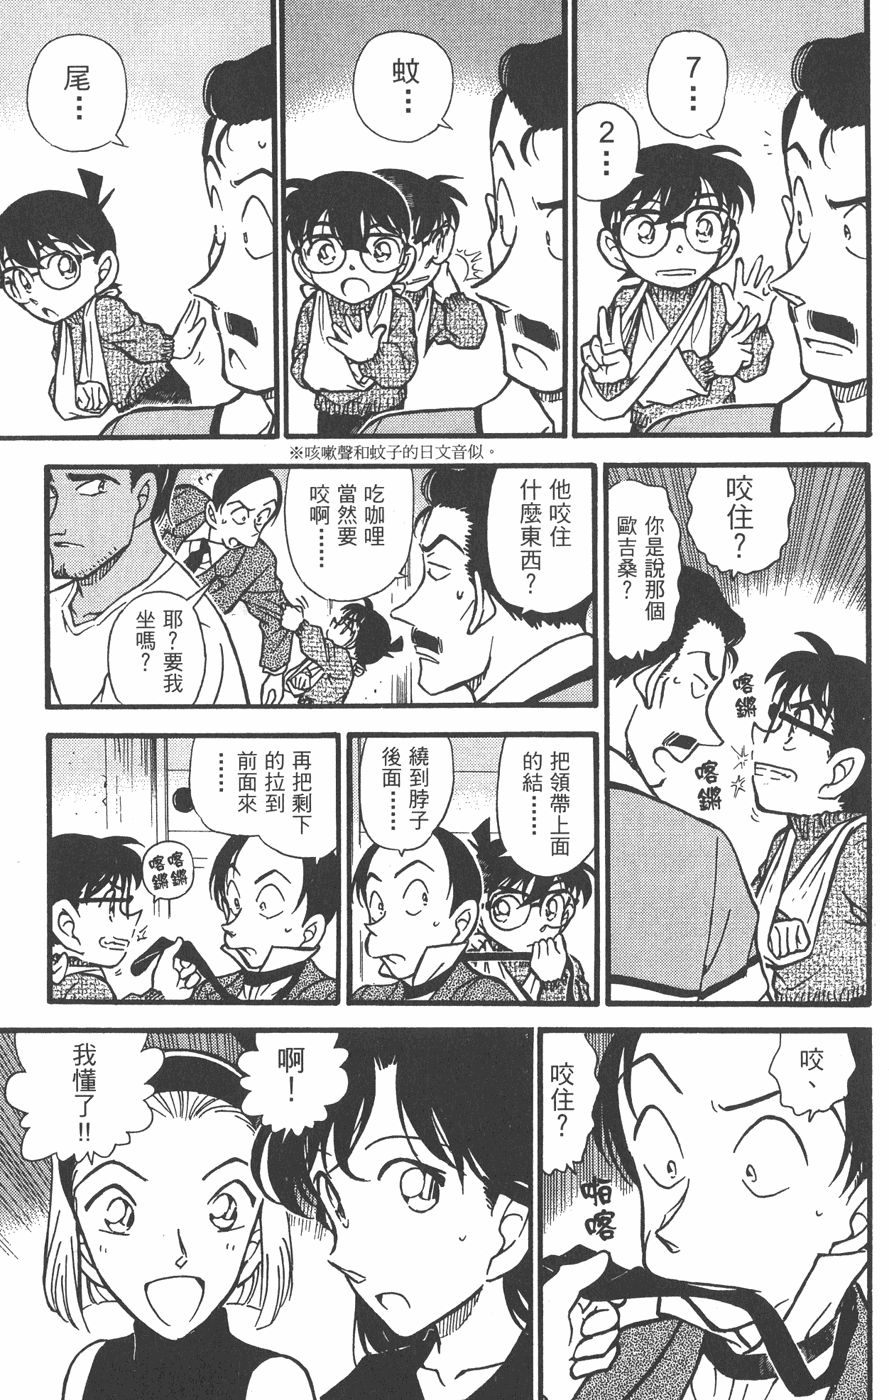 7…
2…
蚊…
尾…
※咳嗽聲和蚊子的日文音似。
咬住？
你是說那個
歐吉桑？
喀鏘
喀鏘
他咬住
什麼東西？
吃咖哩
當然要
咬啊……
耶？要我
坐嗎？
把領帶上面
的結……
繞到脖子
後面……
再把剩下
的拉到
前面來
……
喀鏘
喀鏘
咬、
咬住？
啪喀
啊！
我懂了!!